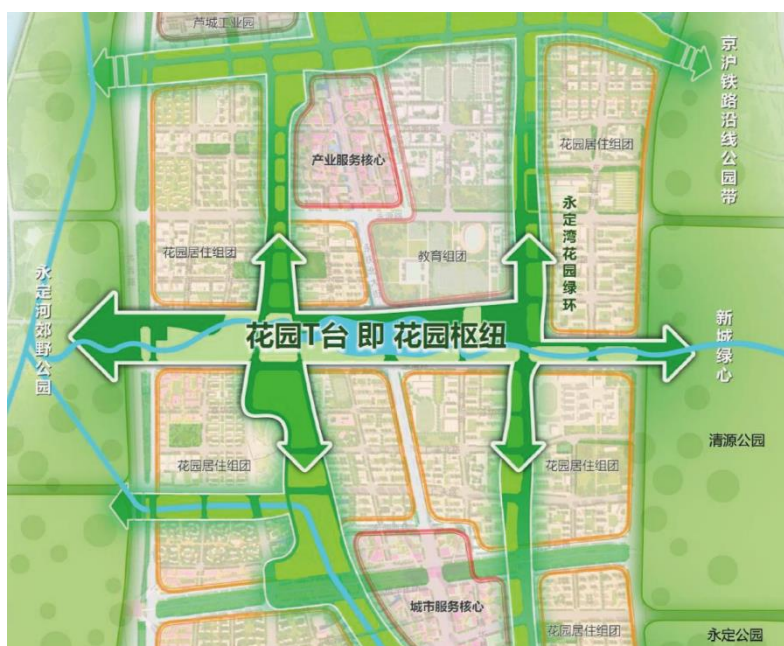 芦城工业园
京沪铁路沿线公园带
花园居住组团
产业服务核心
永定湾花园绿环
花园居住组团
教育组团
永定河郊野公园
花园T台 即 花园枢纽
新城绿心
清源公园
花园居住组团
花园居住组团
城市服务核心
花园居住组团
永定公园